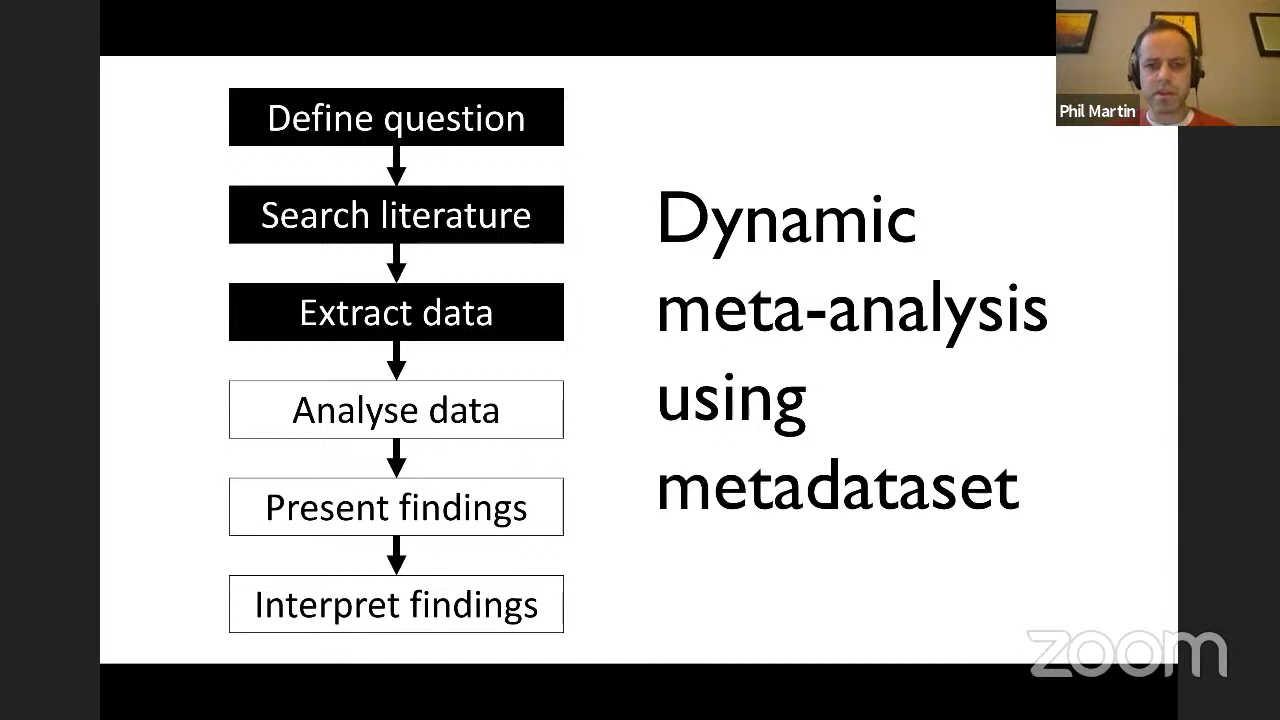 Define question
Search literature
Extract data
Analyse data
Present findings
Interpret findings
Dynamic
meta-analysis
using
metadataset
Phil Martin
zoom